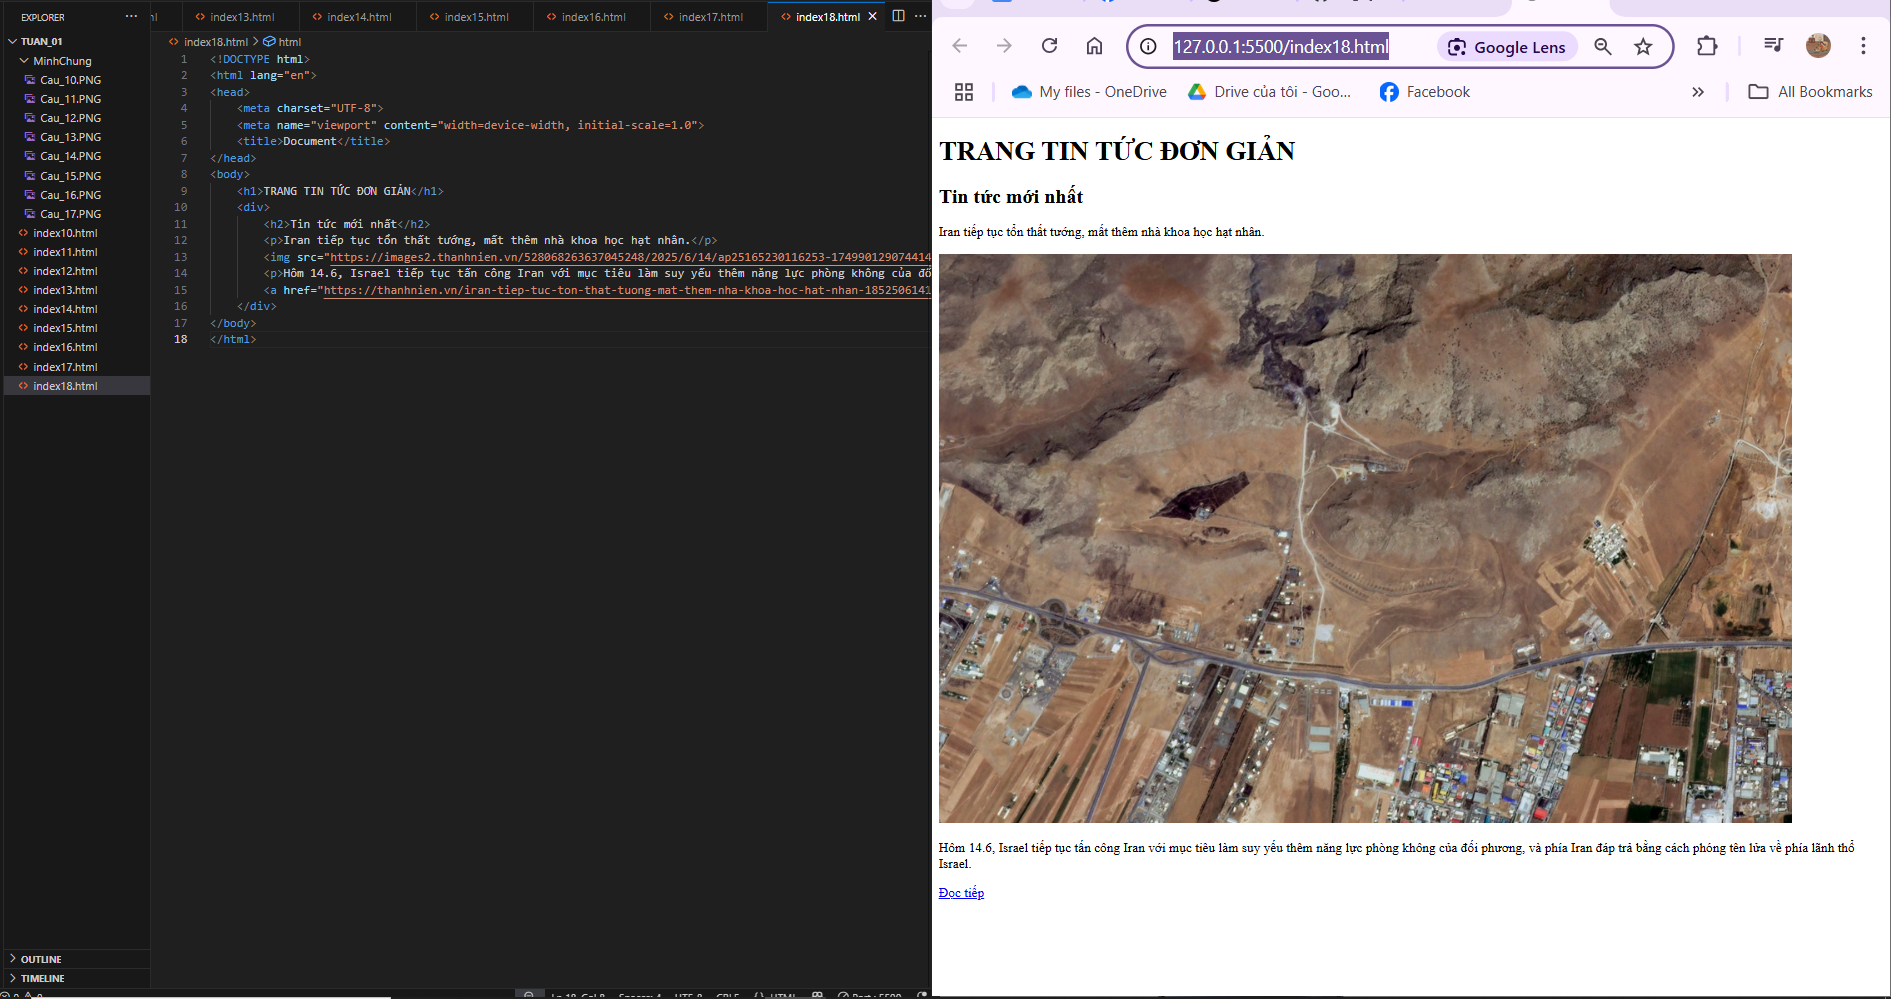 EXPLORER
TUAN_01
MinhChung
Cau_10.PNG
Cau_11.PNG
Cau_12.PNG
Cau_13.PNG
Cau_14.PNG
Cau_15.PNG
Cau_16.PNG
Cau_17.PNG
index10.html
index11.html
index12.html
index13.html
index14.html
index15.html
index16.html
index17.html
index18.html
OUTLINE
TIMELINE
index13.html index14.html index15.html index16.html index17.html index18.html
index18.html > html
1 <!DOCTYPE html>
2 <html lang="en">
3 <head>
4 <meta charset="UTF-8">
5 <meta name="viewport" content="width=device-width, initial-scale=1.0">
6 <title>Document</title>
7 </head>
8 <body>
9 <h1>TRANG TIN TỨC ĐƠN GIẢN</h1>
10 <div>
11 <h2>Tin tức mới nhất</h2>
12 <p>Iran tiếp tục tổn thất tướng, mất thêm nhà khoa học hạt nhân.</p>
13 <img src="https://images2.thanhnien.vn/528068263637045248/2025/6/14/ap25165230116253-174990129074414
14 <p>Hôm 14.6, Israel tiếp tục tấn công Iran với mục tiêu làm suy yếu thêm năng lực phòng không của đố
15 <a href="https://thanhnien.vn/iran-tiep-tuc-ton-that-tuong-mat-them-nha-khoa-hoc-hat-nhan-1852506141
16 </div>
17 </body>
18 </html>
127.0.0.1:5500/index18.html
Google Lens
My files - OneDrive
Drive của tôi - Goo...
Facebook
All Bookmarks
TRANG TIN TỨC ĐƠN GIẢN
Tin tức mới nhất
Iran tiếp tục tổn thất tướng, mất thêm nhà khoa học hạt nhân.
Hôm 14.6, Israel tiếp tục tấn công Iran với mục tiêu làm suy yếu thêm năng lực phòng không của đối phương, và phía Iran đáp trả bằng cách phóng tên lửa về phía lãnh thổ
Israel.
Đọc tiếp